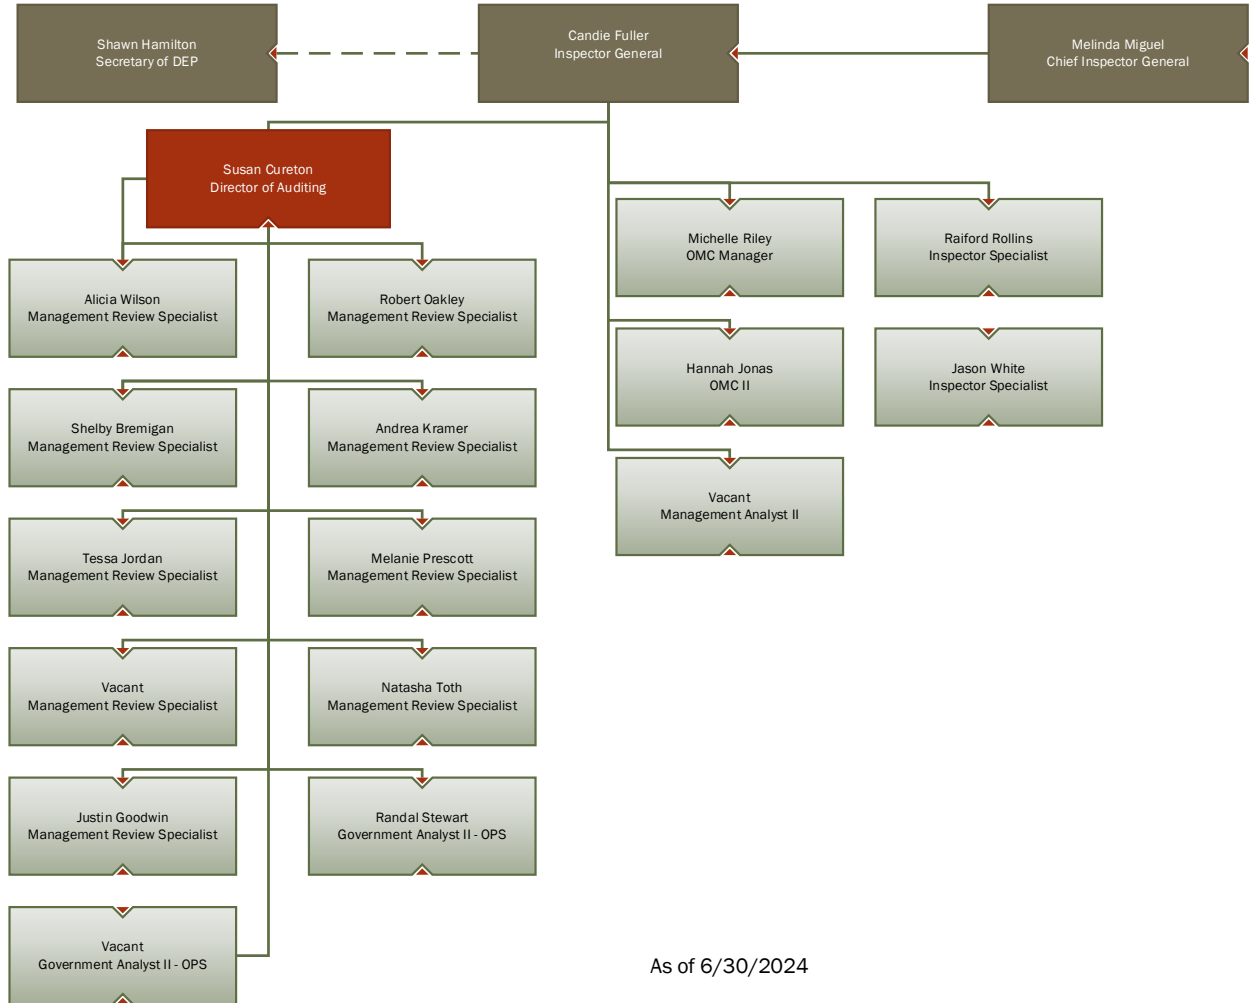 Shawn Hamilton
Secretary of DEP
Candie Fuller
Inspector General
Melinda Miguel
Chief Inspector General
Susan Cureton
Director of Auditing
Michelle Riley
OMC Manager
Raiford Rollins
Inspector Specialist
Alicia Wilson
Management Review Specialist
Robert Oakley
Management Review Specialist
Hannah Jonas
OMC II
Jason White
Inspector Specialist
Shelby Bremigan
Management Review Specialist
Andrea Kramer
Management Review Specialist
Vacant
Management Analyst II
Tessa Jordan
Management Review Specialist
Melanie Prescott
Management Review Specialist
Vacant
Management Review Specialist
Natasha Toth
Management Review Specialist
Justin Goodwin
Management Review Specialist
Randal Stewart
Government Analyst II - OPS
Vacant
Government Analyst II - OPS
As of 6/30/2024